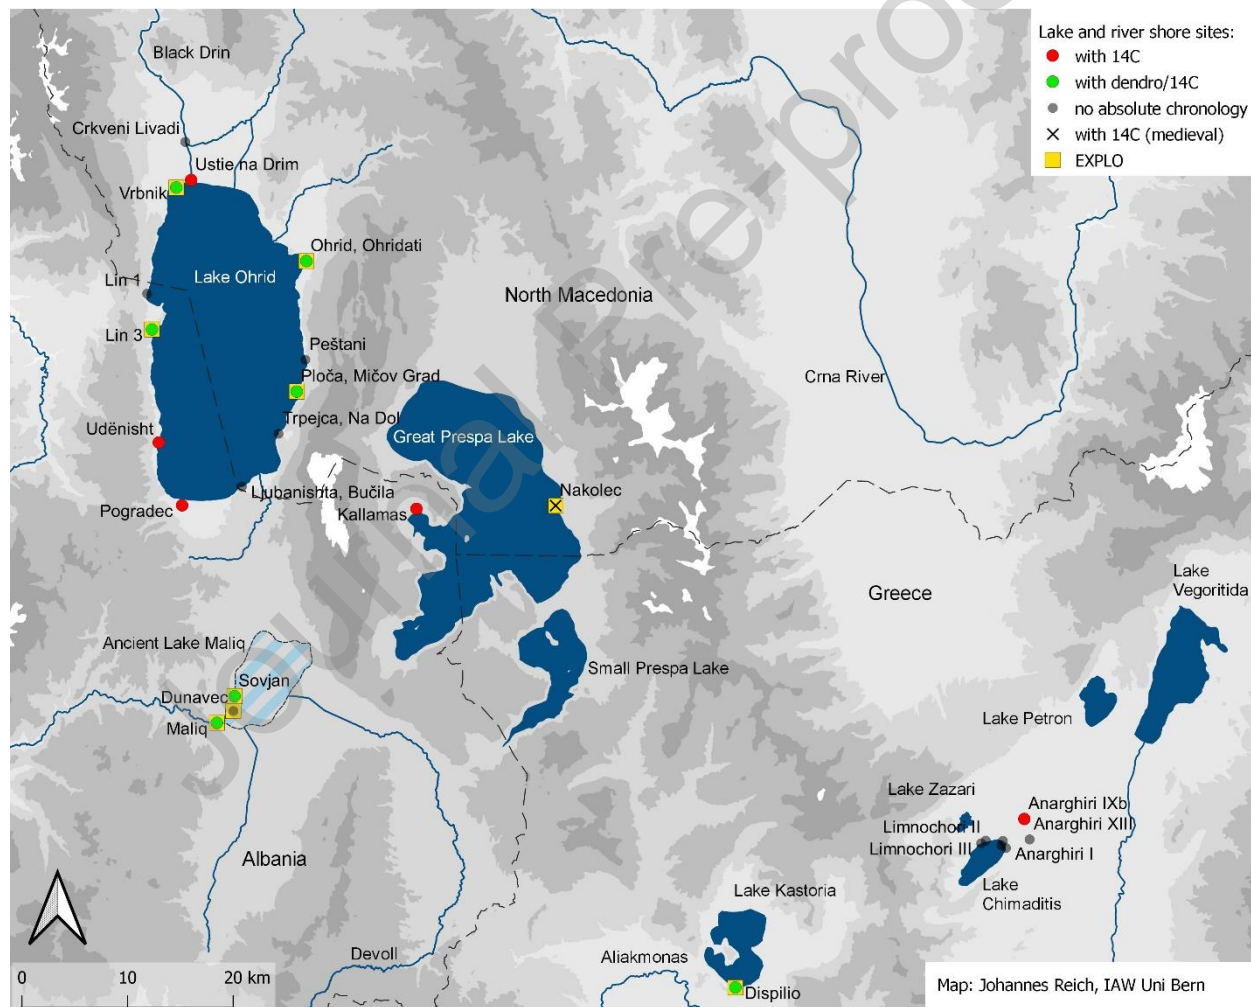 Lake and river shore sites:
with 14C
with dendro/14C
no absolute chronology
with 14C (medieval)
EXPLO
Black Drin
Crkveni Livadi
Ustie na Drim
Vrbnik
Ohrid, Ohridati
Lake Ohrid
Lin 1
North Macedonia
Lin 3
Peštani
Ploča, Mičov Grad
Crna River
Trpejca, Na Dol
Udënisht
Great Prespa Lake
Ljubanishta, Bučila
Nakolec
Pogradec
Kallamas
Lake
Vegoritida
Greece
Ancient Lake Maliq
Small Prespa Lake
Sovjan
Dunavec
Maliq
Lake Petron
Lake Zazari
Anarghiri IXb
Anarghiri XIII
Limnochori II
Limnochori III
Anarghiri I
Albania
Lake Kastoria
Lake
Chimaditis
Devoll
Aliakmonas
Dispilio
0 10 20 km
Map: Johannes Reich, IAW Uni Bern
Journal Pre-proo